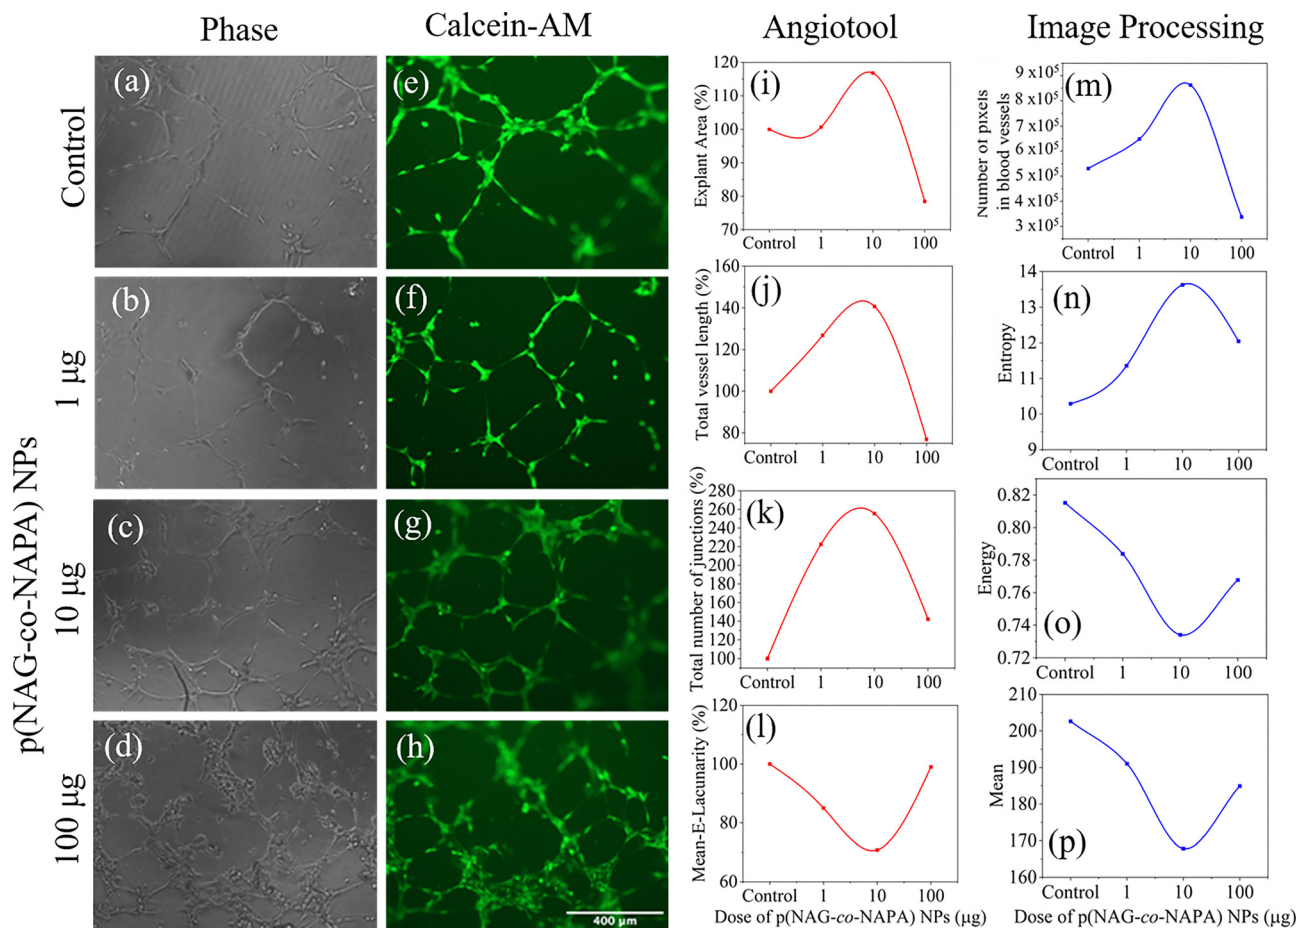 Phase
Calcein-AM
Angiotool
Image Processing
p(NAG-co-NAPA) NPs
Control
1 µg
10 µg
100 µg
(a)
(e)
(b)
(f)
(c)
(g)
(d)
(h)
400 µm
(i)
Explant Area (%)
120
110
100
90
80
70
Control 1 10 100
(m)
Number of pixels
in blood vessels
9 x10⁵
8 x10⁵
7 x10⁵
6 x10⁵
5 x10⁵
4 x10⁵
3 x10⁵
Control 1 10 100
(j)
Total vessel length (%)
160
140
120
100
80
Control 1 10 100
(n)
Entropy
14
13
12
11
10
9
Control 1 10 100
(k)
Total number of junctions (%)
280
260
240
220
200
180
160
140
120
100
Control 1 10 100
(o)
Energy
0.82
0.80
0.78
0.76
0.74
0.72
Control 1 10 100
(l)
Mean-E-Lacunarity (%)
100
80
60
Control 1 10 100
Dose of p(NAG-co-NAPA) NPs (µg)
(p)
Mean
210
200
190
180
170
160
Control 1 10 100
Dose of p(NAG-co-NAPA) NPs (µg)